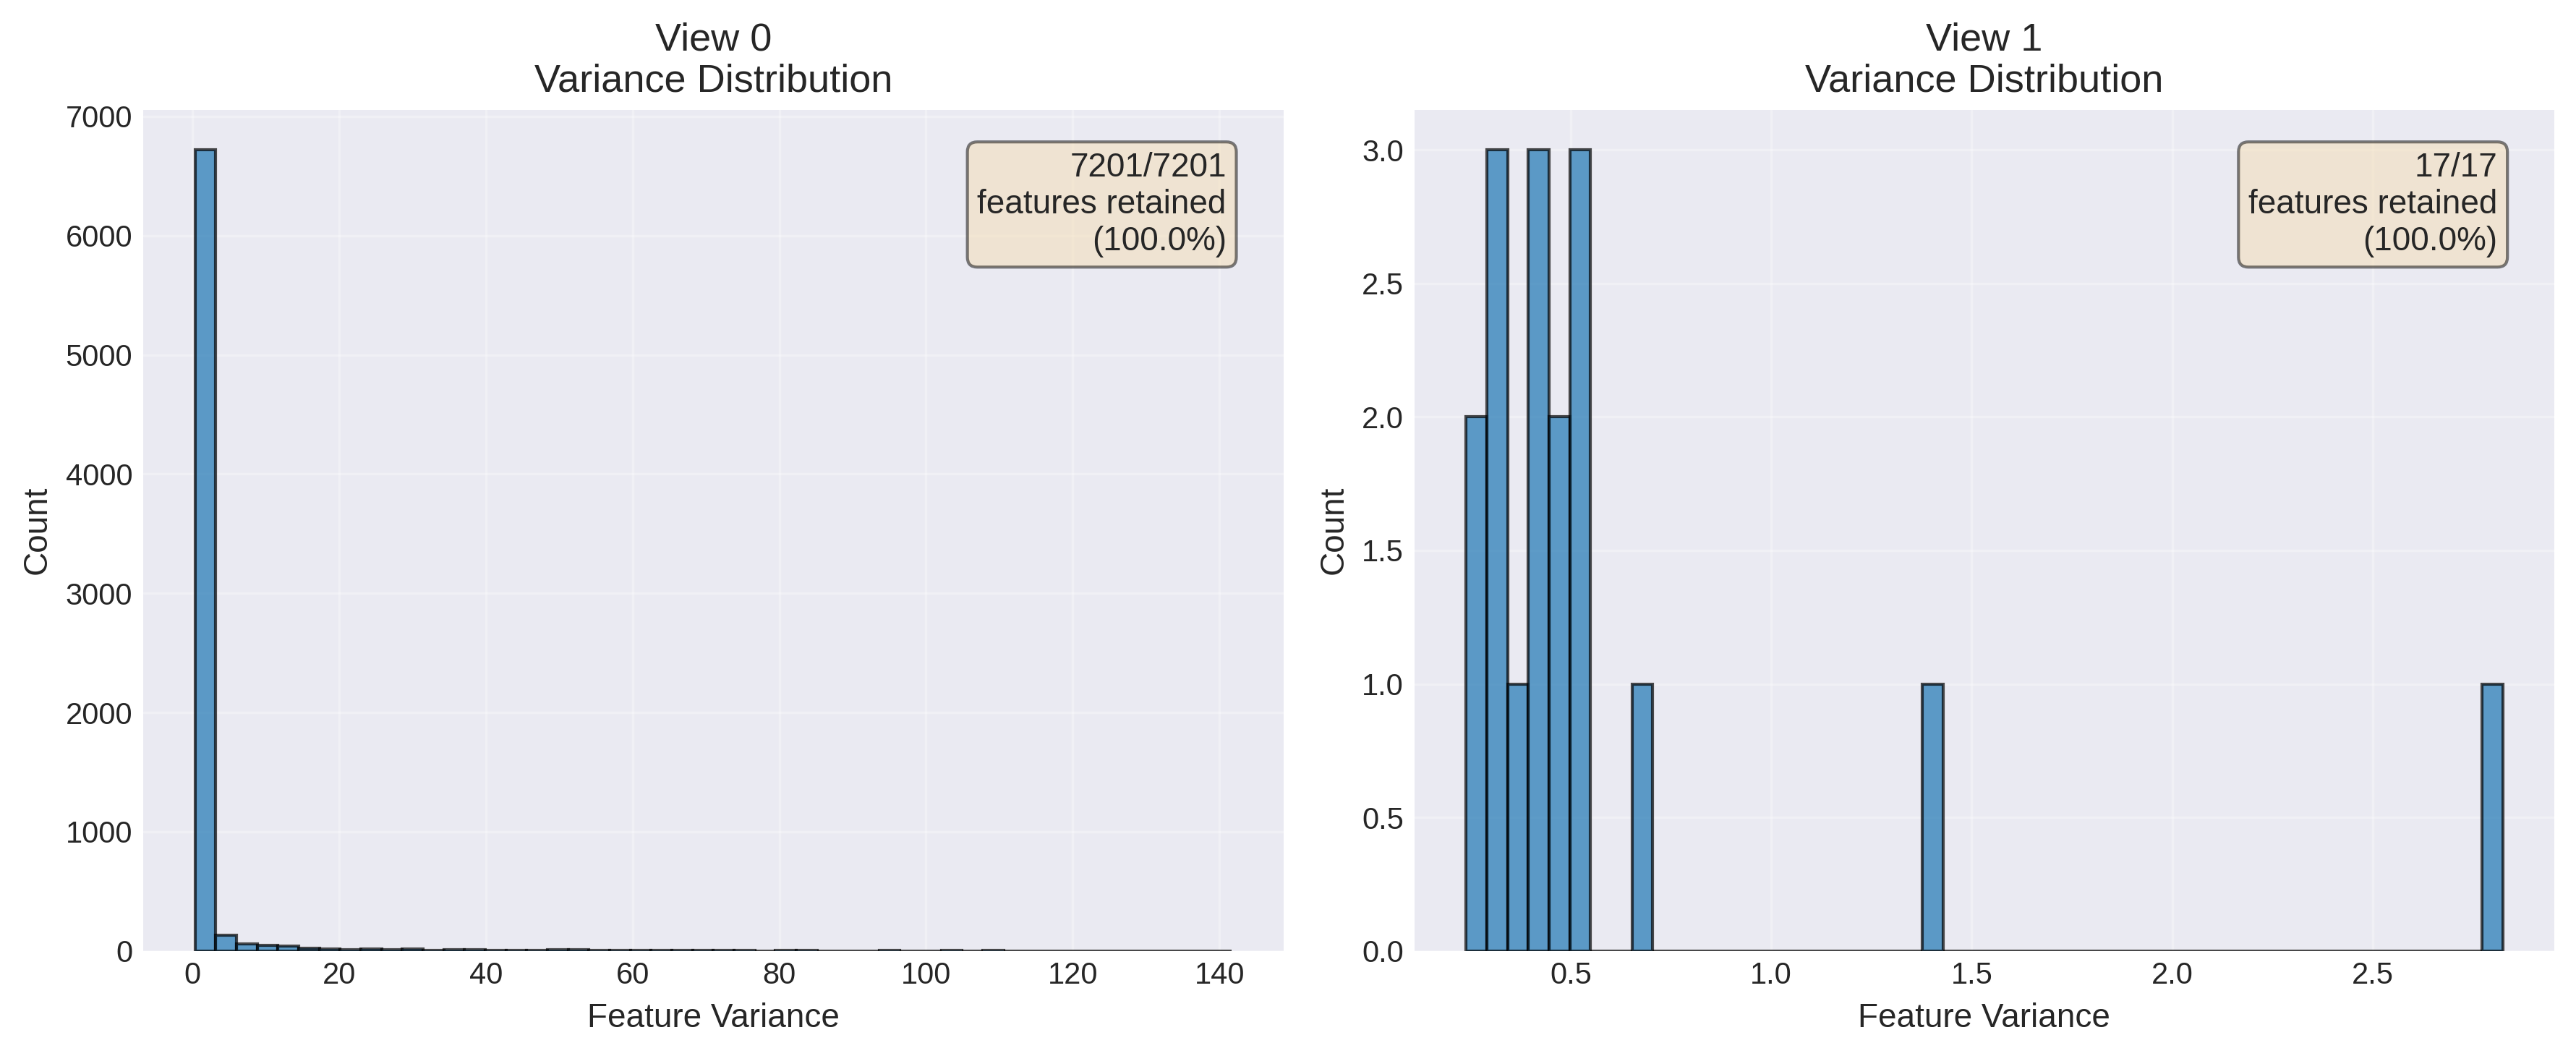 View 0
Variance Distribution
7000
6000
5000
4000
3000
2000
1000
0
Count
7201/7201
features retained
(100.0%)
0 20 40 60 80 100 120 140
Feature Variance
View 1
Variance Distribution
3.0
2.5
2.0
1.5
1.0
0.5
0.0
Count
17/17
features retained
(100.0%)
0.5 1.0 1.5 2.0 2.5
Feature Variance